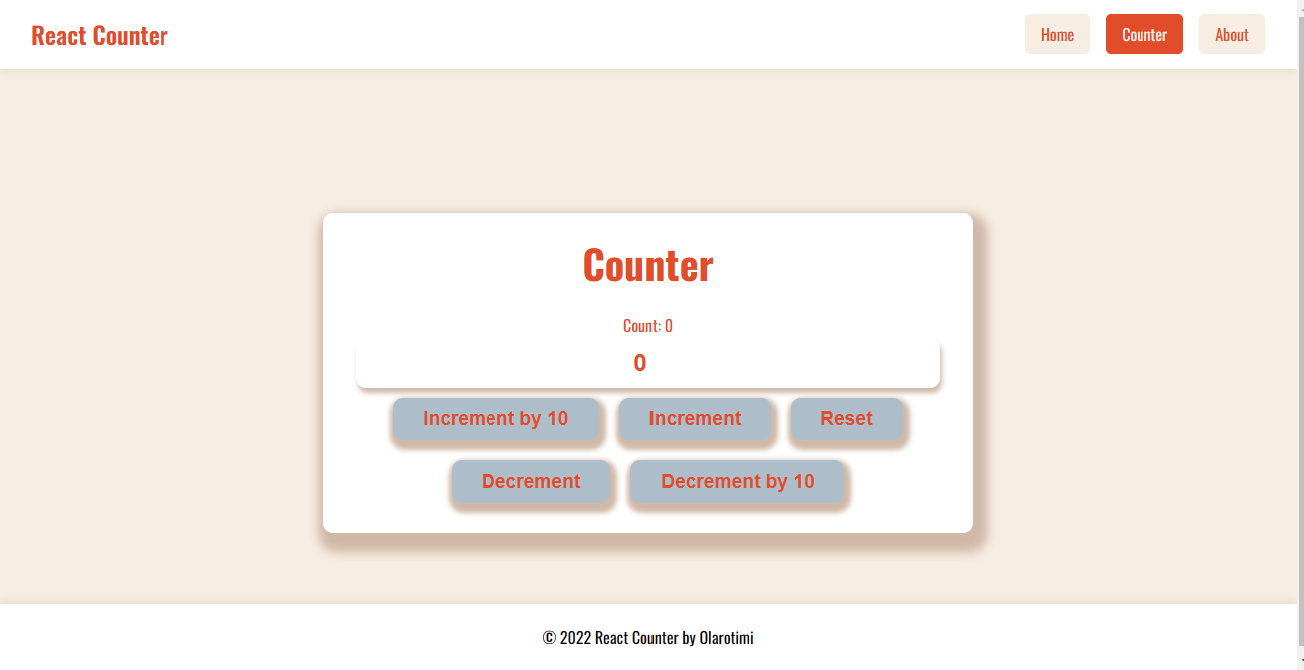 React Counter
Home Counter About
Counter
Count: 0
0
Increment by 10 Increment Reset
Decrement Decrement by 10
© 2022 React Counter by Olarotimi